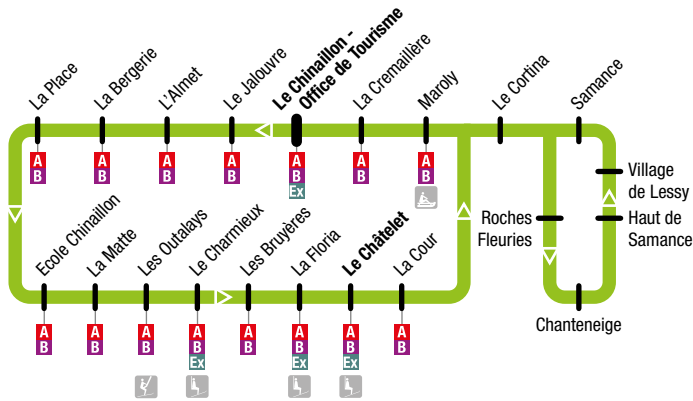 La Place
La Bergerie
L'Almet
Le Jalouvre
Le Chinaillon -
Office de Tourisme
La Cremaillère
Maroly
Le Cortina
Samance
A
B
A
B
A
B
A
B
A
B
Ex
A
B
A
B
Village
de Lessy
Roches
Fleuries
Haut de
Samance
Chanteneige
Ecole Chinaillon
La Matte
Les Outalays
Le Charmieux
Les Bruyères
La Floria
Le Châtelet
La Cour
A
B
A
B
A
B
A
B
Ex
A
B
A
B
Ex
A
B
Ex
A
B